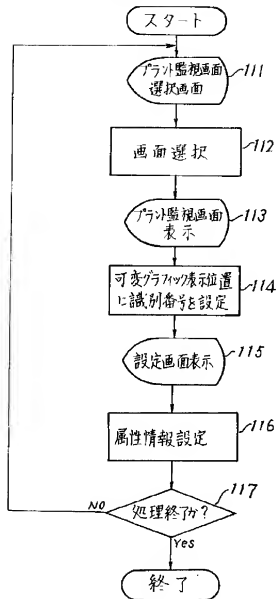 スタート
プラント監視画面
選択画面
111
画面選択
112
プラント監視画面
表示
113
可変グラフィック表示位置
に識別番号を設定
114
設定画面表示
115
属性情報設定
116
処理終了か?
117
NO
Yes
終了